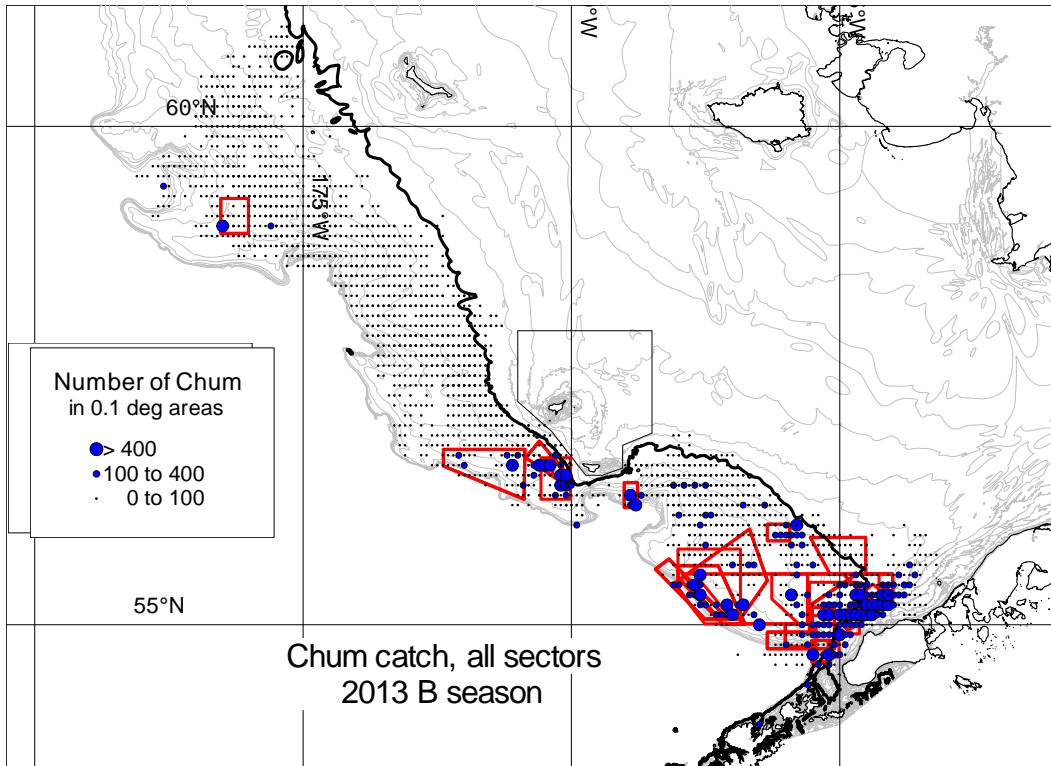 °W
°W
60°N
175°W
Number of Chum
in 0.1 deg areas
> 400
100 to 400
0 to 100
55°N
Chum catch, all sectors
2013 B season